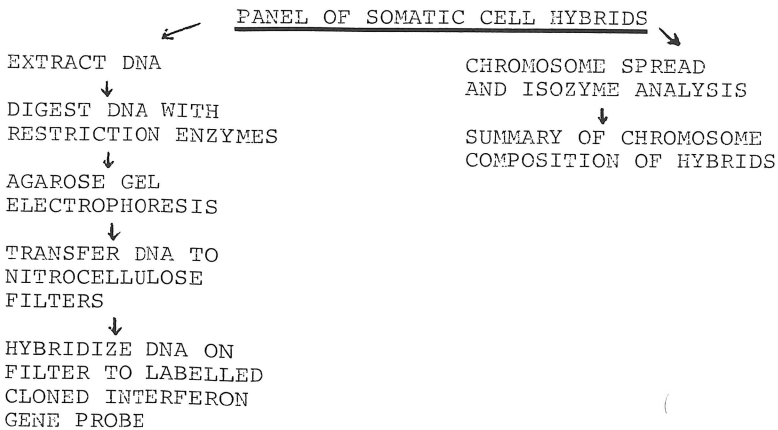 PANEL OF SOMATIC CELL HYBRIDS
EXTRACT DNA
DIGEST DNA WITH
RESTRICTION ENZYMES
AGAROSE GEL
ELECTROPHORESIS
TRANSFER DNA TO
NITROCELLULOSE
FILTERS
HYBRIDIZE DNA ON
FILTER TO LABELLED
CLONED INTERFERON
GENE PROBE
CHROMOSOME SPREAD
AND ISOZYME ANALYSIS
SUMMARY OF CHROMOSOME
COMPOSITION OF HYBRIDS